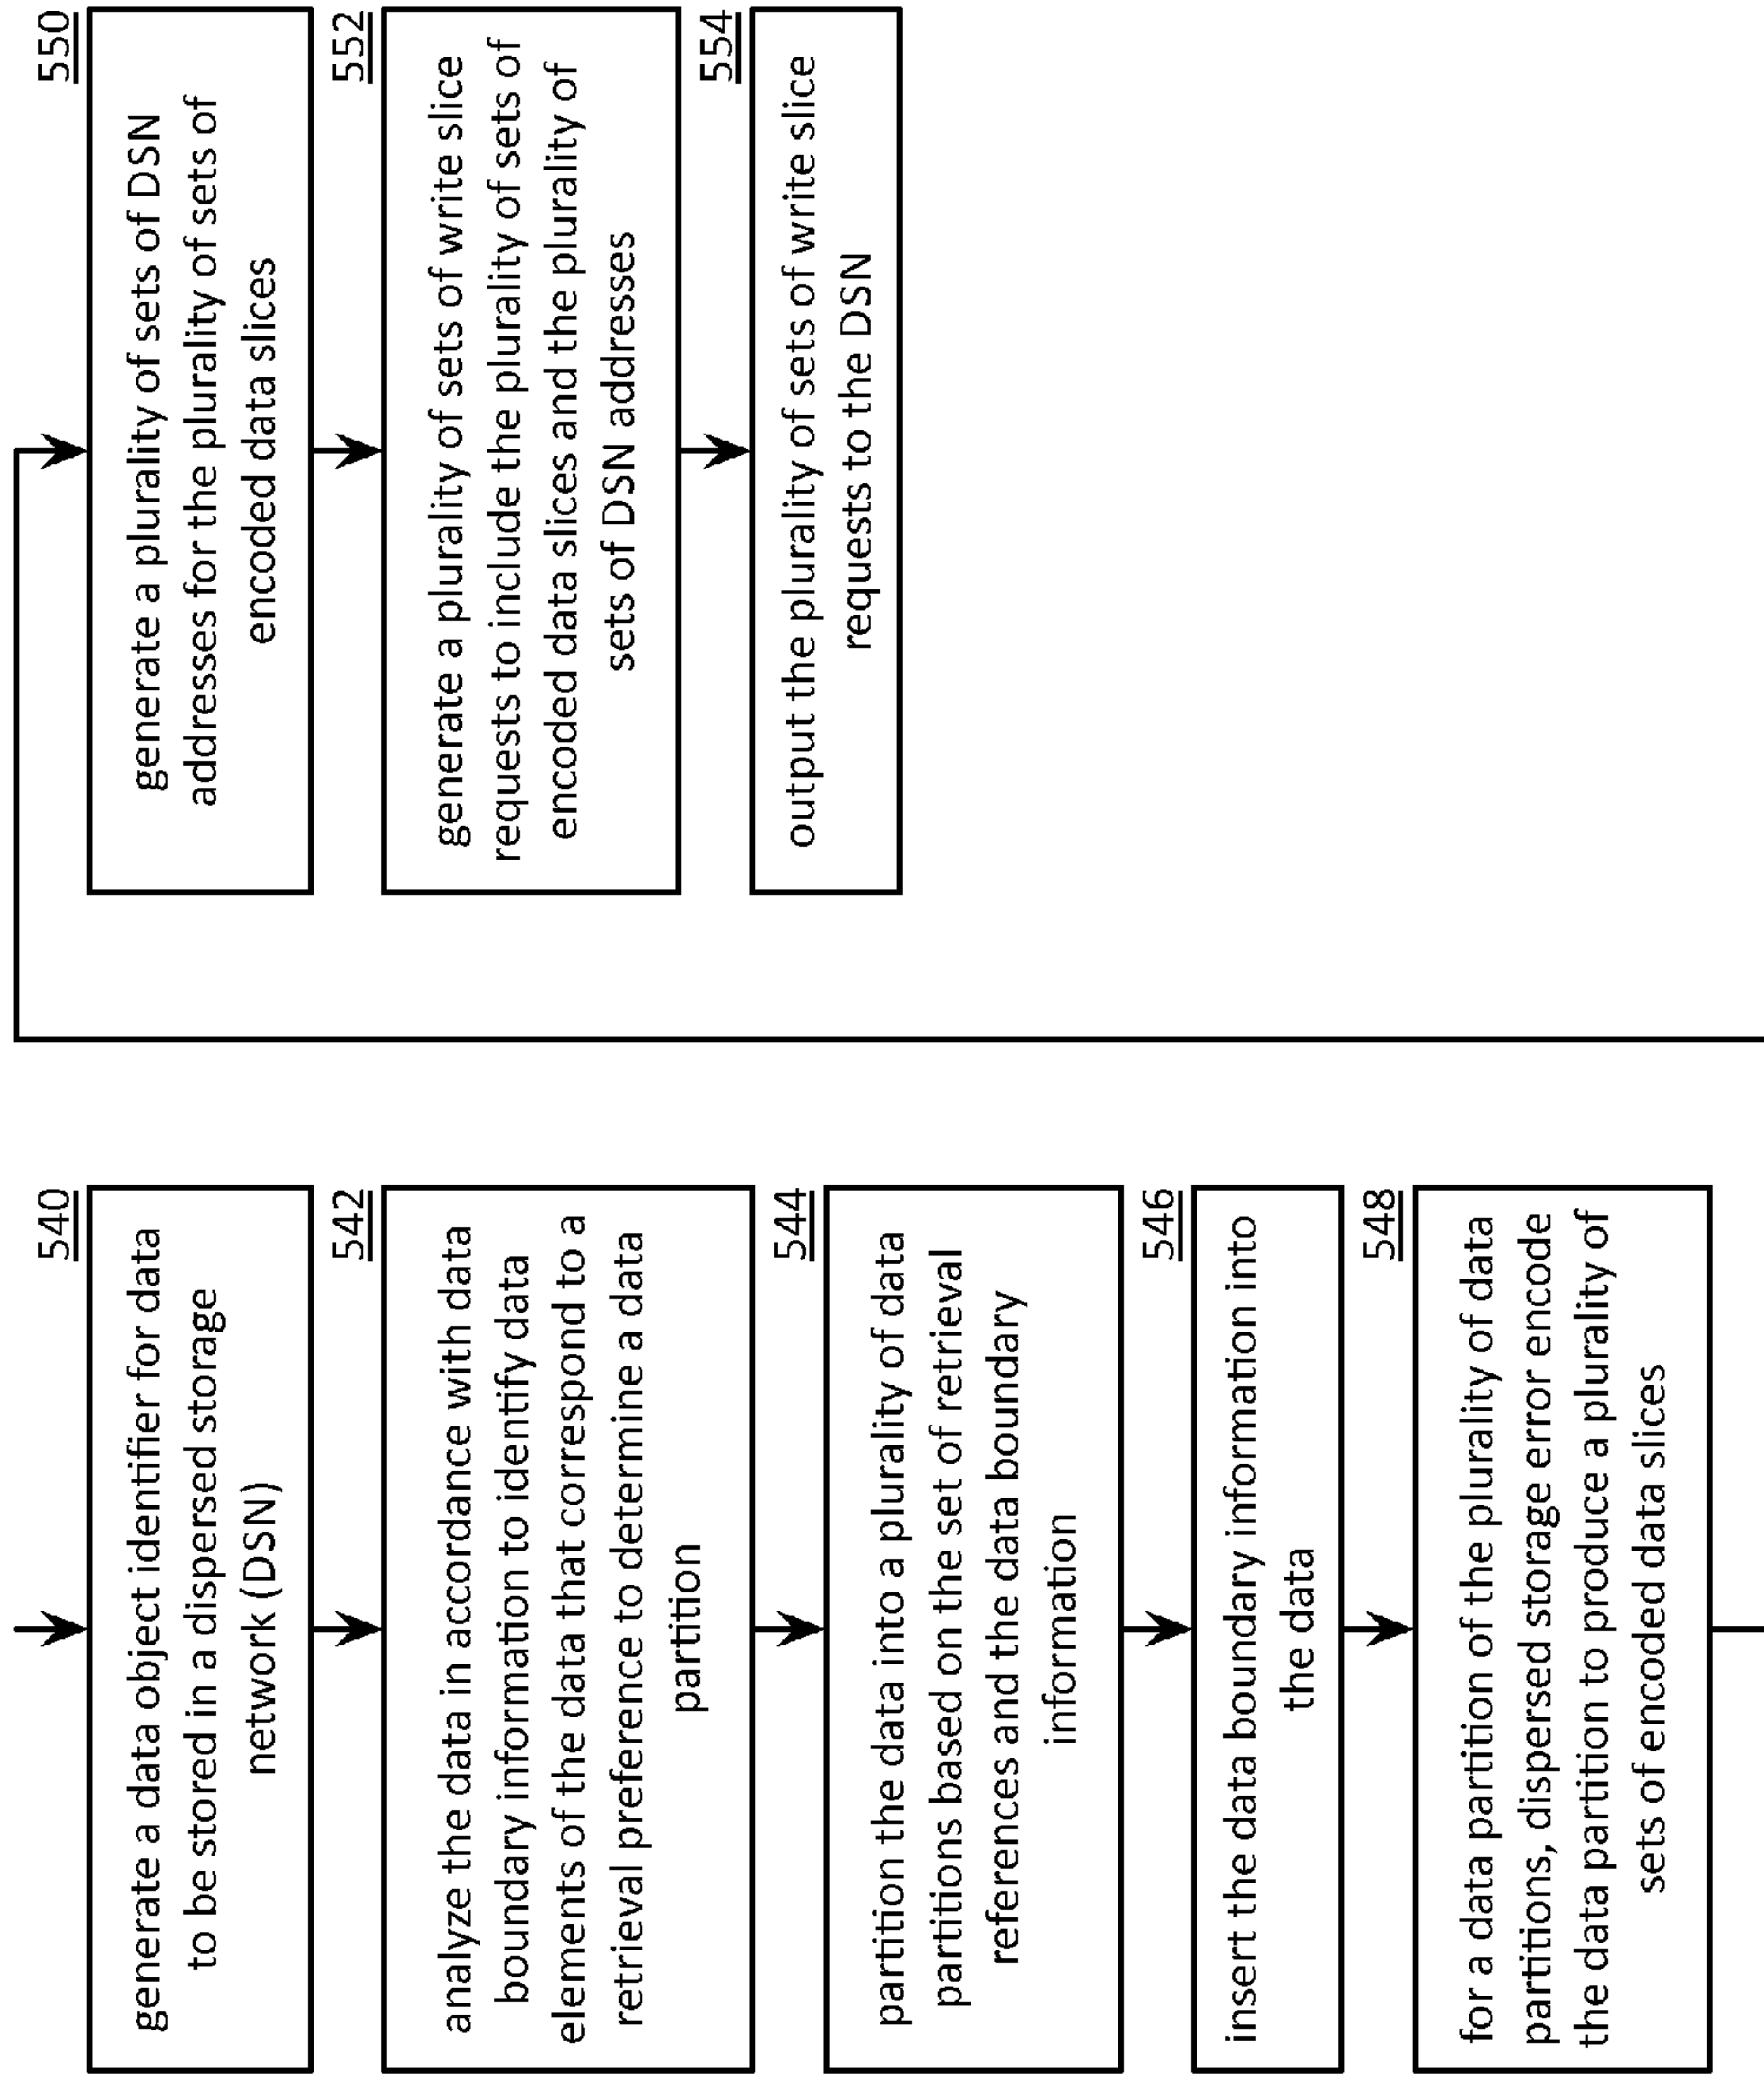 540
generate a data object identifier for data
to be stored in a dispersed storage
network (DSN)
542
analyze the data in accordance with data
boundary information to identify data
elements of the data that correspond to a
retrieval preference to determine a data
partition
544
partition the data into a plurality of data
partitions based on the set of retrieval
references and the data boundary
information
546
insert the data boundary information into
the data
548
for a data partition of the plurality of data
partitions, dispersed storage error encode
the data partition to produce a plurality of
sets of encoded data slices
550
generate a plurality of sets of DSN
addresses for the plurality of sets of
encoded data slices
552
generate a plurality of sets of write slice
requests to include the plurality of sets of
encoded data slices and the plurality of
sets of DSN addresses
554
output the plurality of sets of write slice
requests to the DSN